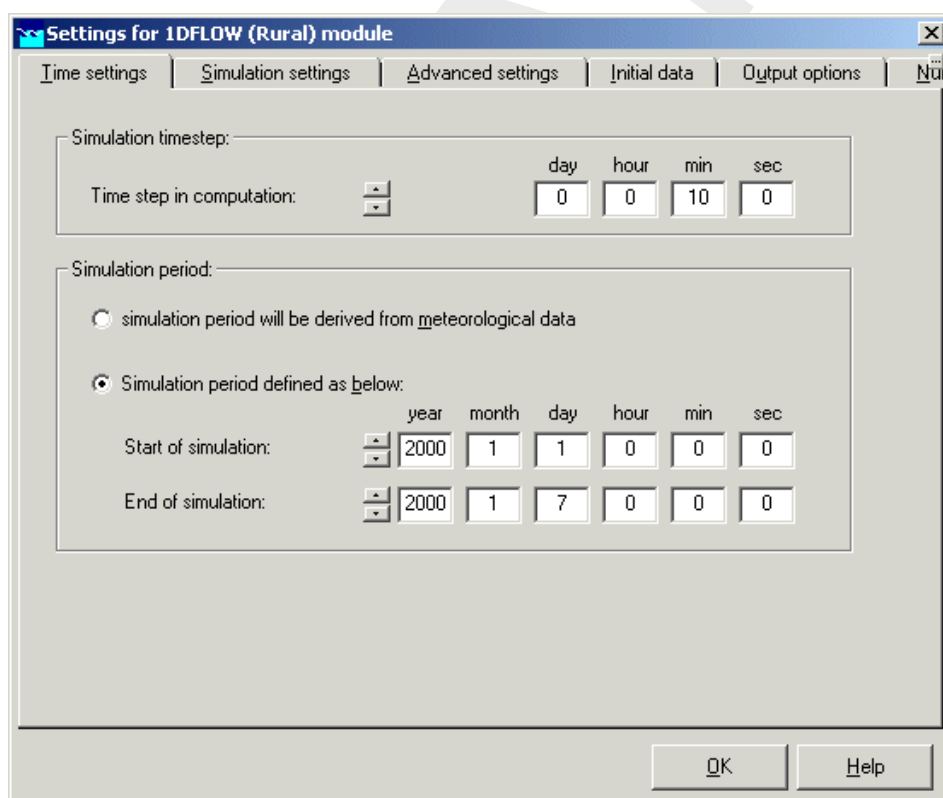 Settings for 1DFLOW (Rural) module
Time settings Simulation settings Advanced settings Initial data Output options
Simulation timestep:
day hour min sec
Time step in computation: 0 0 10 0
Simulation period:
simulation period will be derived from meteorological data
Simulation period defined as below:
year month day hour min sec
Start of simulation: 2000 1 1 0 0 0
End of simulation: 2000 1 7 0 0 0
OK Help